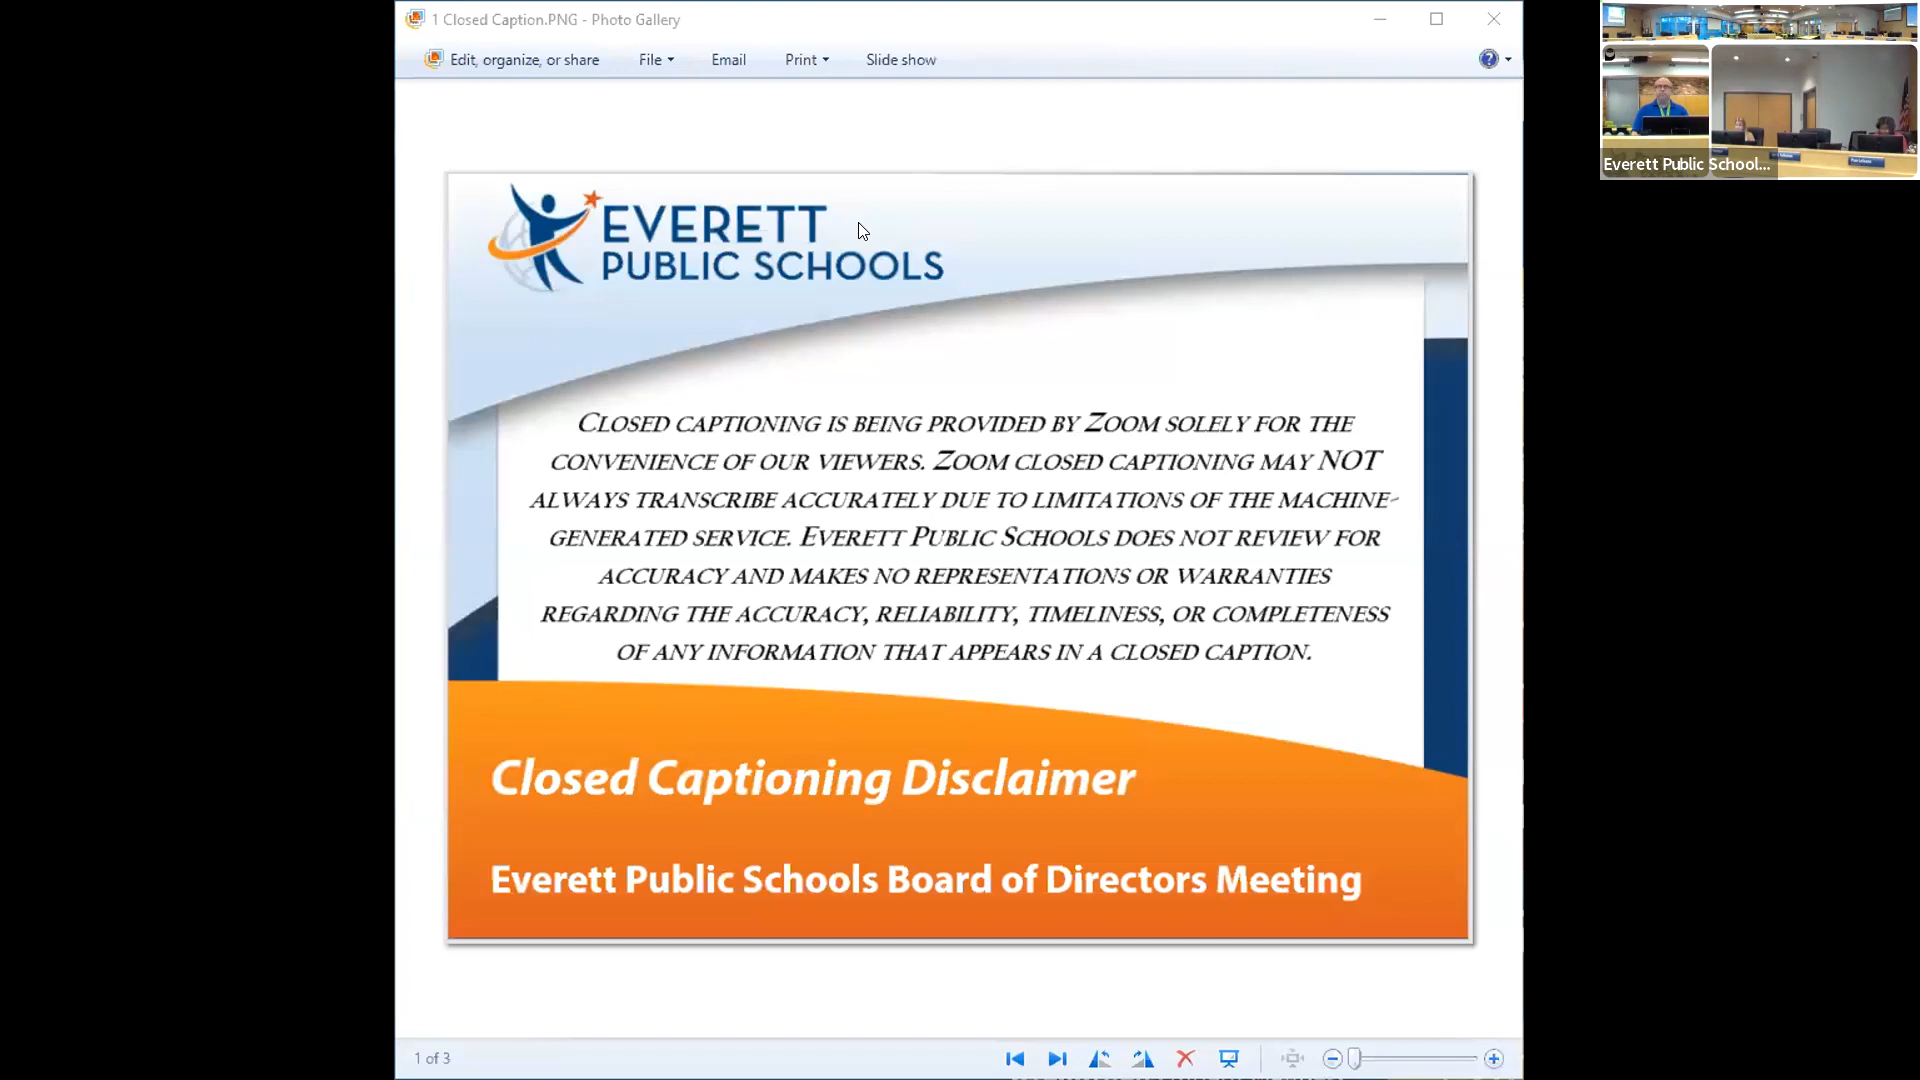 1 Closed Caption.PNG - Photo Gallery
Edit, organize, or share File Email Print Slide show
EVERETT
PUBLIC SCHOOLS
CLOSED CAPTIONING IS BEING PROVIDED BY ZOOM SOLELY FOR THE
CONVENIENCE OF OUR VIEWERS. ZOOM CLOSED CAPTIONING MAY NOT
ALWAYS TRANSCRIBE ACCURATELY DUE TO LIMITATIONS OF THE MACHINE-
GENERATED SERVICE. EVERETT PUBLIC SCHOOLS DOES NOT REVIEW FOR
ACCURACY AND MAKES NO REPRESENTATIONS OR WARRANTIES
REGARDING THE ACCURACY, RELIABILITY, TIMELINESS, OR COMPLETENESS
OF ANY INFORMATION THAT APPEARS IN A CLOSED CAPTION.
Closed Captioning Disclaimer
Everett Public Schools Board of Directors Meeting
1 of 3
Everett Public School...